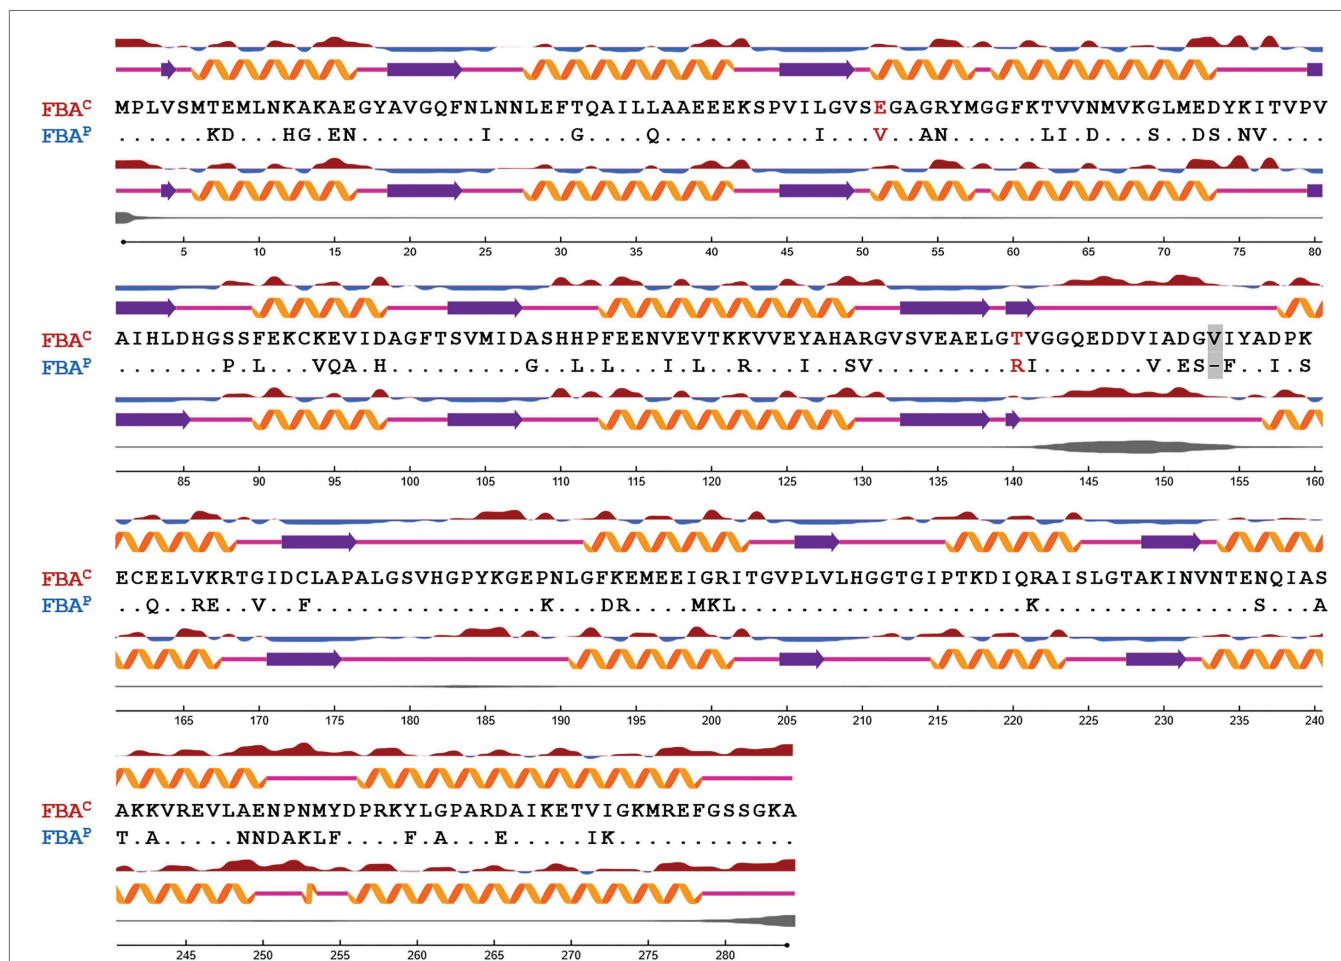 FBAC MPLVSMTEMLNKAKAEGYAVGQFNLNNLEFTQAILLAAEEEKSPVILGVSEGAGRYMGGFKTVVNMVKGLMEDYKITVPV
FBAP ......KD...HG.EN........I.....G....Q..........I...V..AN......LI.D...S..DS.NV....
5 10 15 20 25 30 35 40 45 50 55 60 65 70 75 80
FBAC AIHLDHGSSFEKCKEVIDAGFTSVMIDASHHPFEENVEVTKKVVEYAHARGVSVEAELGTVGGQEDDVIADGVIYADPK
FBAP .......P.L...VQA.H.........G..L.L...I.L..R...I..SV.........RI.......V.ES-F..I.S
85 90 95 100 105 110 115 120 125 130 135 140 145 150 155 160
FBAC ECEELVKRTGIDCLAPALGSVHGPYKGEPNLGFKEMEEIGRITGVPLVLHGGTGIPTKDIQRAISLGTAKINVNTENQIAS
FBAP ..Q..RE..V..F...............K...DR....MKL....................K..............S...A
165 170 175 180 185 190 195 200 205 210 215 220 225 230 235 240
FBAC AKKVREVLAENPNMYDPRKYLGPARDAIKETVIGKMREFGSSGKA
FBAP T.A.....NNDAKLF....F.A...E.....IK............
245 250 255 260 265 270 275 280